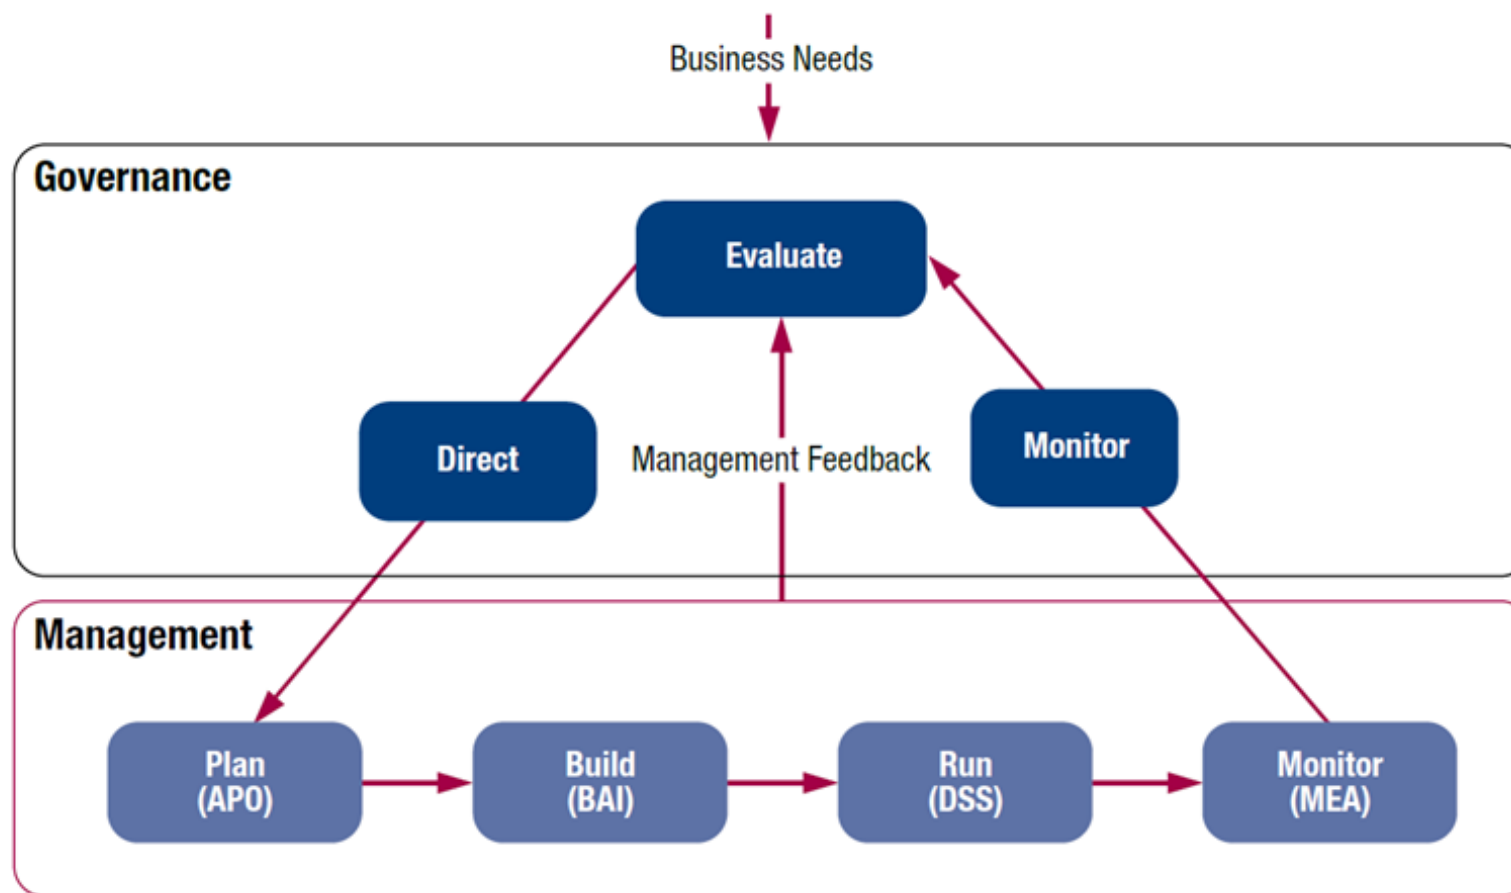 Business Needs
Governance
Evaluate
Direct
Management Feedback
Monitor
Management
Plan
(APO)
Build
(BAI)
Run
(DSS)
Monitor
(MEA)